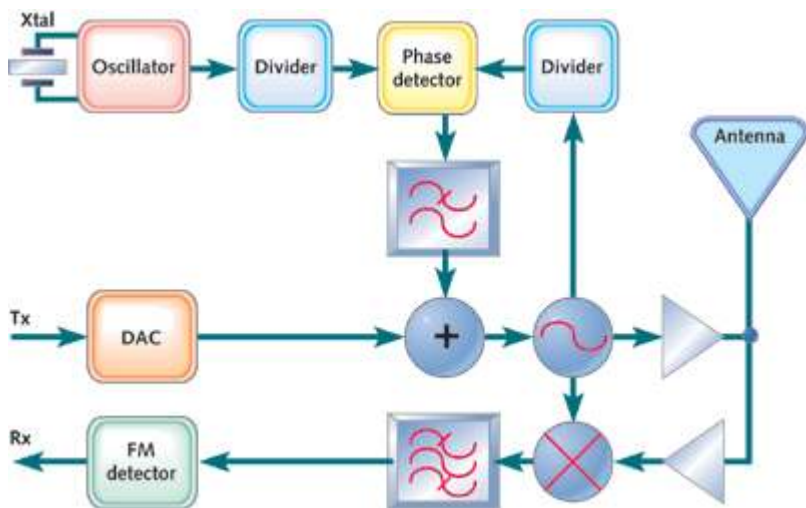 Xtal
Oscillator
Divider
Phase
detector
Divider
Antenna
Tx
DAC
+
Rx
FM
detector